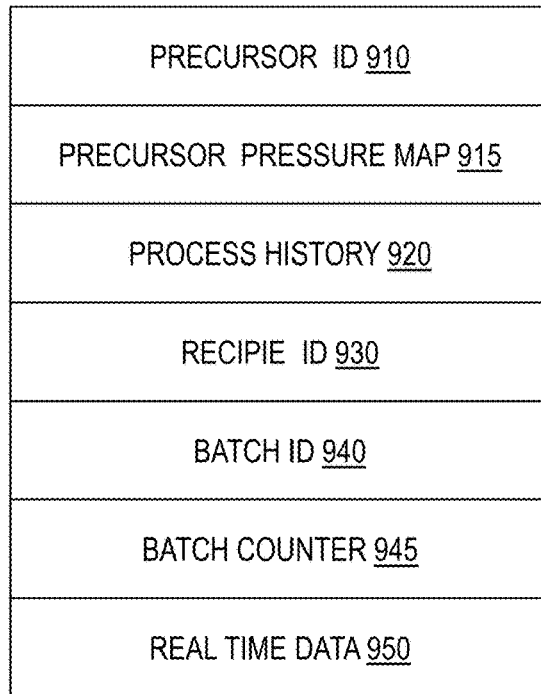 PRECURSOR ID 910
PRECURSOR PRESSURE MAP 915
PROCESS HISTORY 920
RECIPIE ID 930
BATCH ID 940
BATCH COUNTER 945
REAL TIME DATA 950